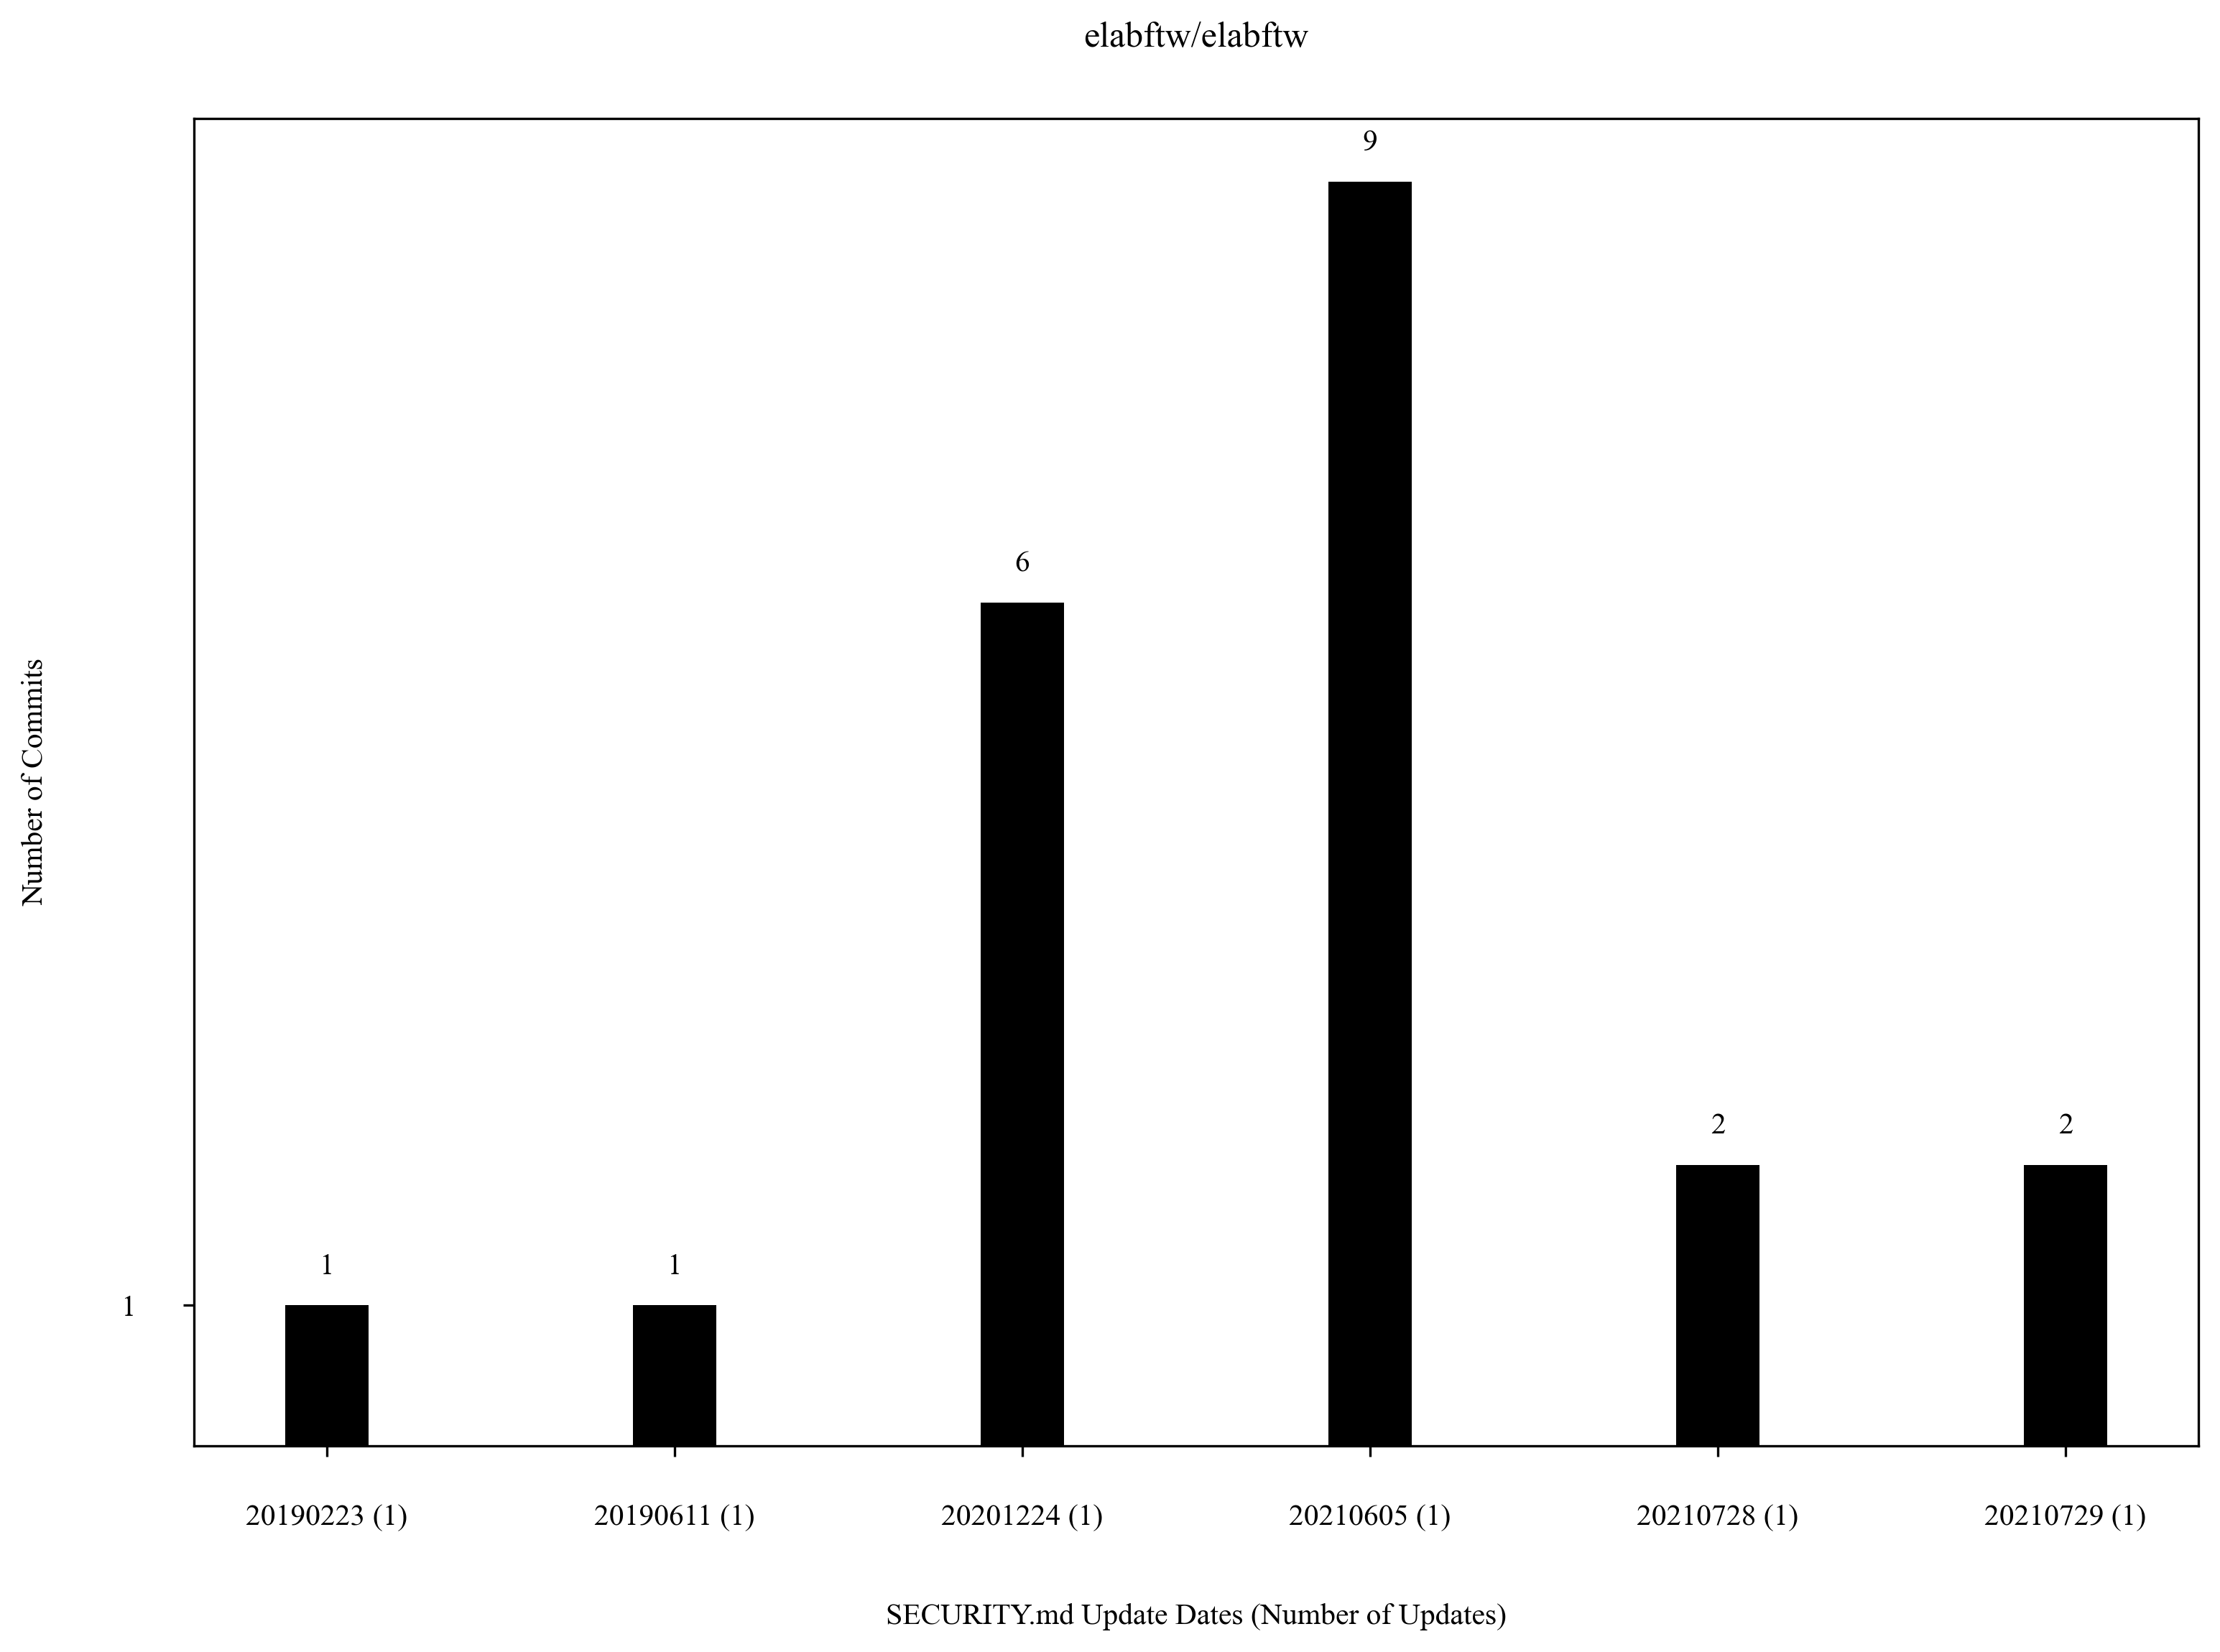 elabftw/elabftw
9
6
Number of Commits
2 2
1 1
1
20190223 (1) 20190611 (1) 20201224 (1) 20210605 (1) 20210728 (1) 20210729 (1)
SECURITY.md Update Dates (Number of Updates)